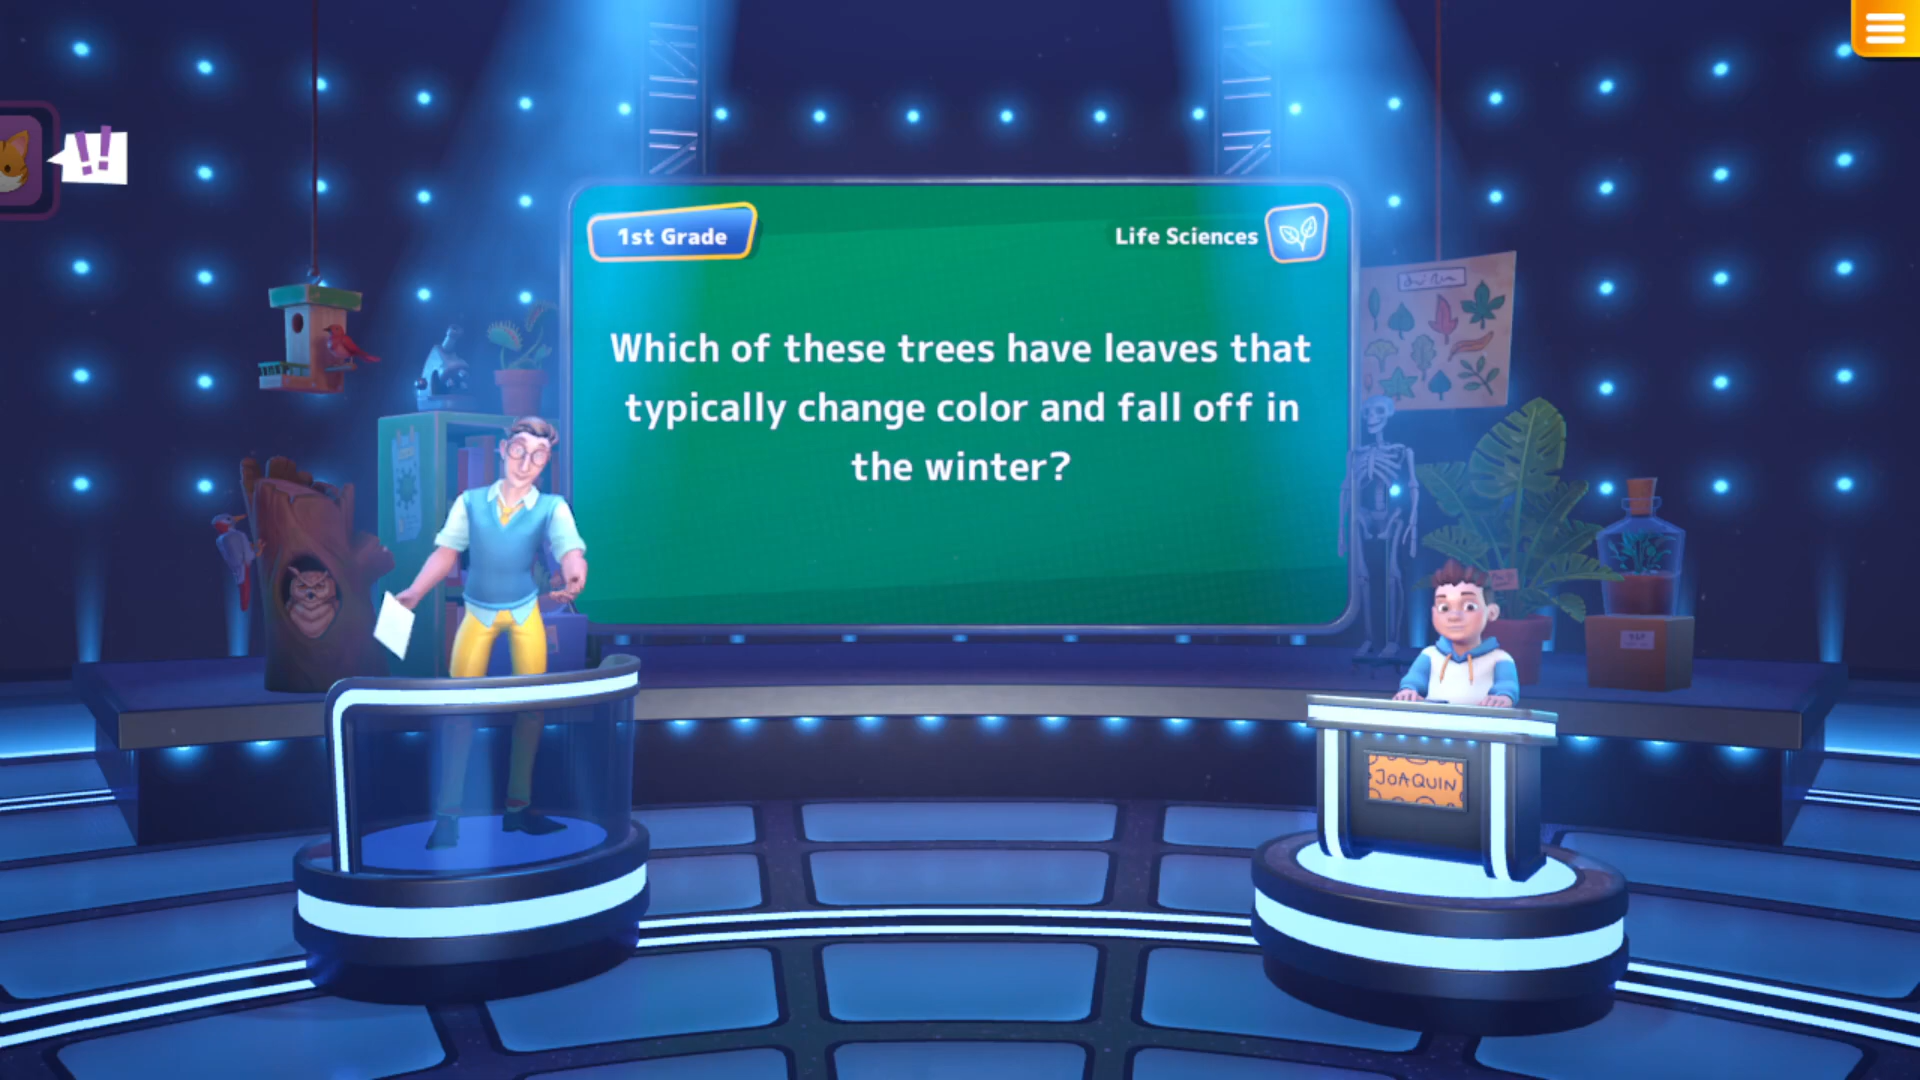 !!
1st Grade
Life Sciences
Which of these trees have leaves that
typically change color and fall off in
the winter?
JOAQUIN